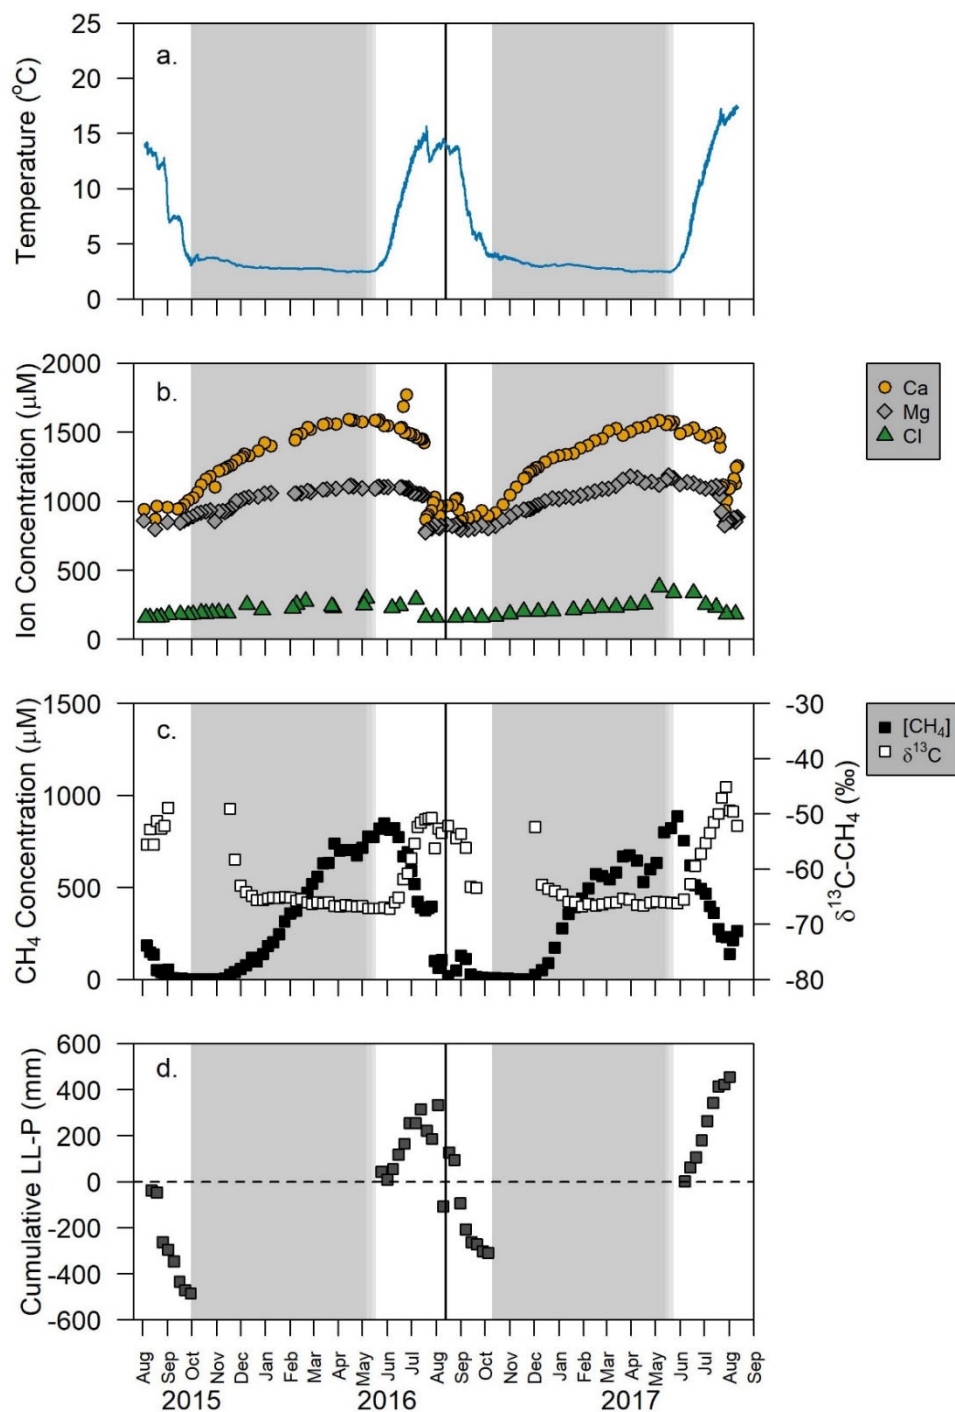 a.
Temperature (°C)
25
20
15
10
5
0
b.
Ion Concentration (µM)
2000
1500
1000
500
0
Ca
Mg
Cl
c.
CH₄ Concentration (µM)
1500
1000
500
0
-30
-40
-50
-60
-70
-80
δ¹³C-CH₄ (‰)
[CH₄]
δ¹³C
d.
Cumulative LL-P (mm)
600
400
200
0
-200
-400
-600
Aug Sep Oct Nov Dec Jan Feb Mar Apr May Jun Jul Aug Sep Oct Nov Dec Jan Feb Mar Apr May Jun Jul Aug Sep
2015 2016 2017